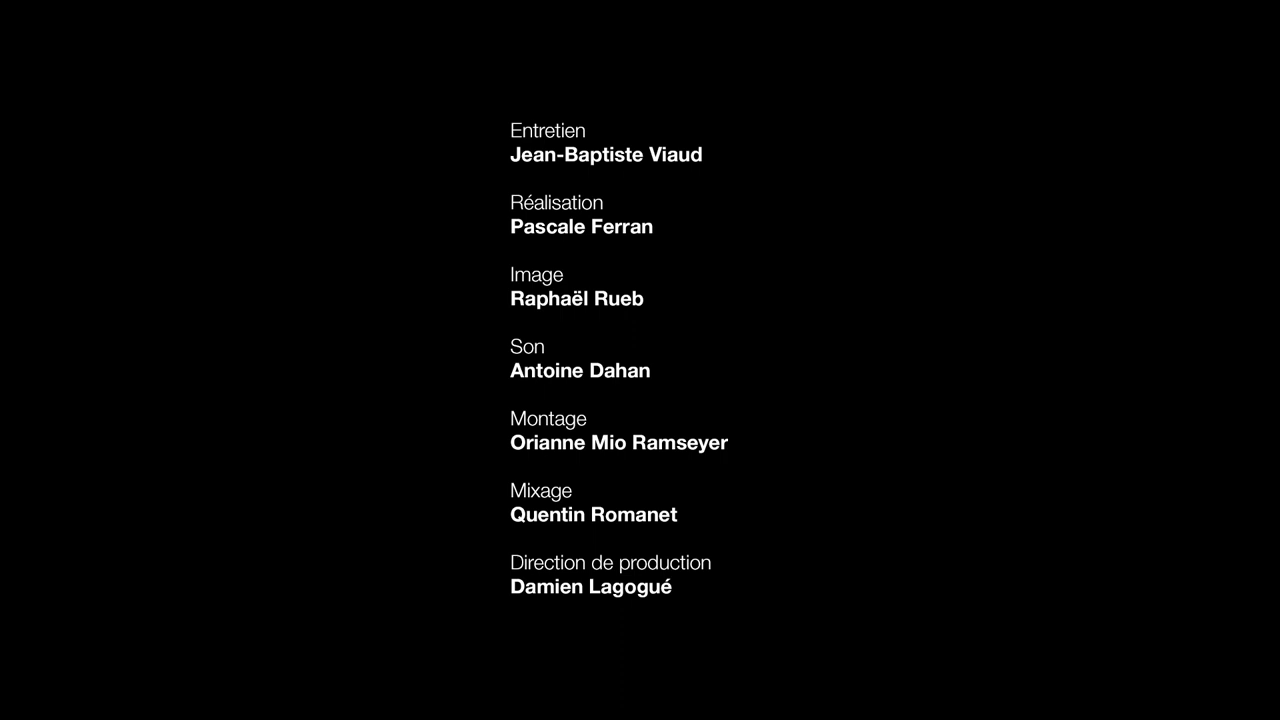 Entretien
Jean-Baptiste Viaud
Réalisation
Pascale Ferran
Image
Raphaël Rueb
Son
Antoine Dahan
Montage
Orianne Mio Ramseyer
Mixage
Quentin Romanet
Direction de production
Damien Lagogué